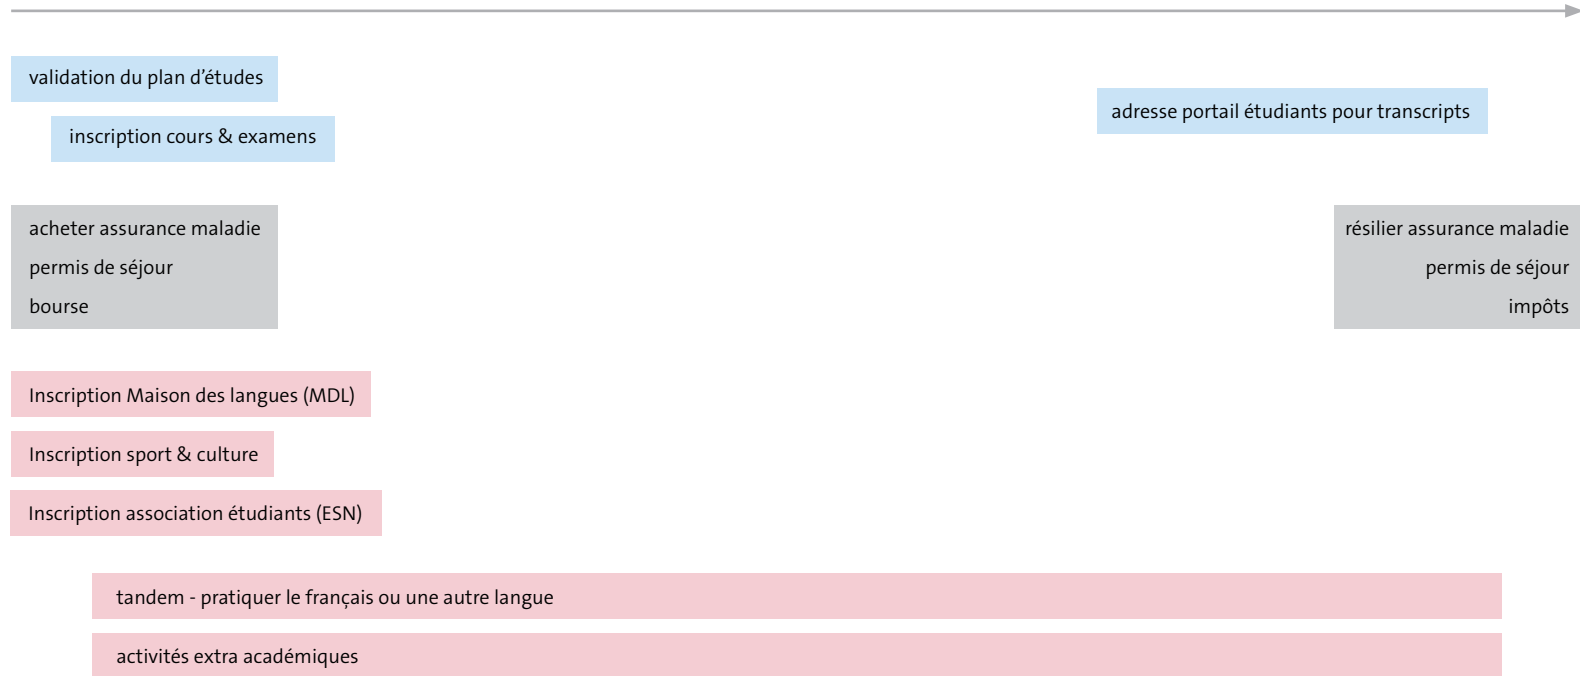 validation du plan d’études
inscription cours & examens
adresse portail étudiants pour transcripts
acheter assurance maladie
permis de séjour
bourse
résilier assurance maladie
permis de séjour
impôts
Inscription Maison des langues (MDL)
Inscription sport & culture
Inscription association étudiants (ESN)
tandem - pratiquer le français ou une autre langue
activités extra académiques